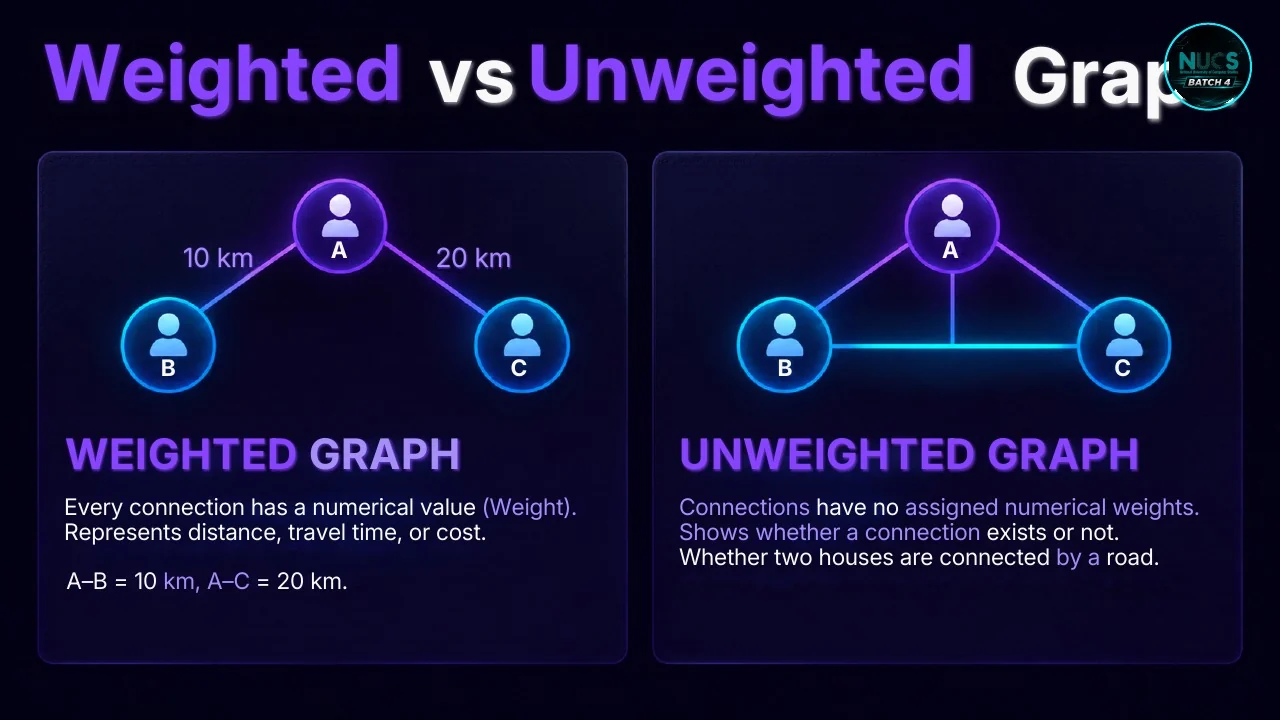 Weighted vs Unweighted Grap
NUCS
BATCH 4
A
10 km
20 km
B
C
A
B
C
WEIGHTED GRAPH
Every connection has a numerical value (Weight).
Represents distance, travel time, or cost.
A–B = 10 km, A–C = 20 km.
UNWEIGHTED GRAPH
Connections have no assigned numerical weights.
Shows whether a connection exists or not.
Whether two houses are connected by a road.